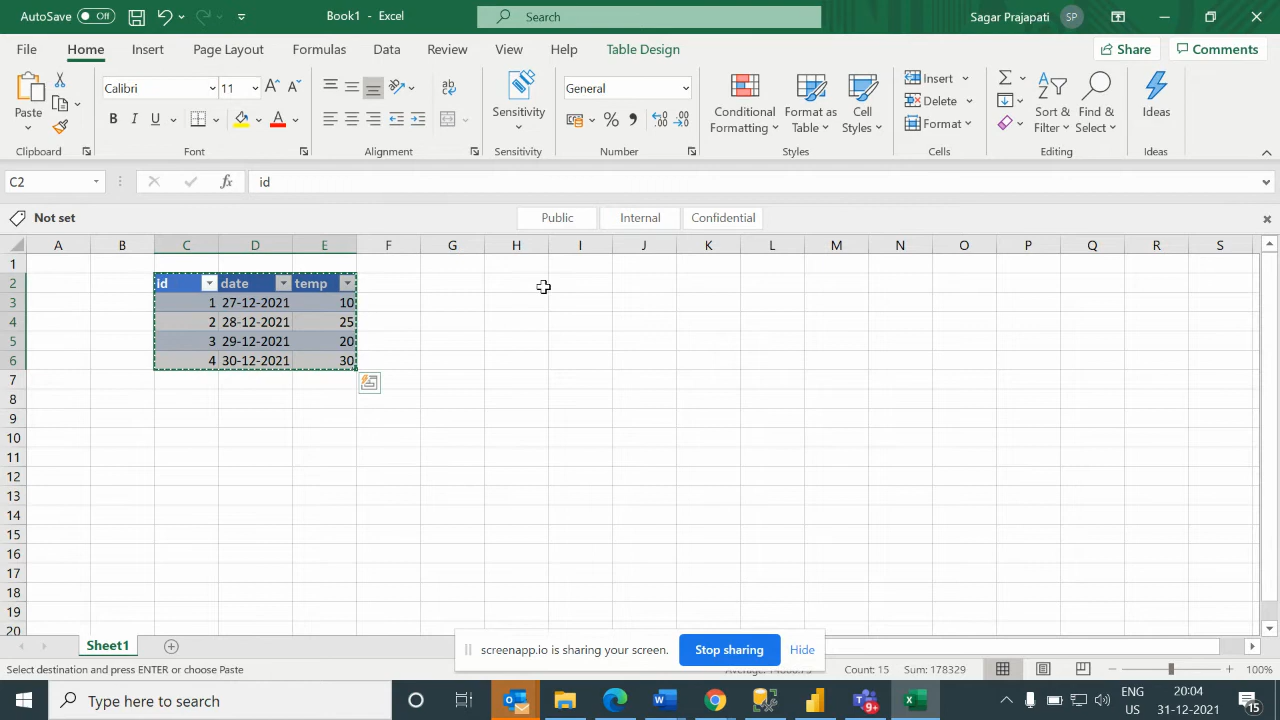 AutoSave Off Book1 - Excel Search Sagar Prajapati SP
File Home Insert Page Layout Formulas Data Review View Help Table Design Share Comments
Paste Calibri 11 Sensitivity General Conditional Formatting Format as Table Cell Styles Insert Delete Format Sort & Filter Find & Select Ideas
Clipboard Font Alignment Sensitivity Number Styles Cells Editing Ideas
C2 fx id
Not set Public Internal Confidential
A B C D E F G H I J K L M N O P Q R S
1
2 id date temp
3 1 27-12-2021 10
4 2 28-12-2021 25
5 3 29-12-2021 20
6 4 30-12-2021 30
7
8
9
10
11
12
13
14
15
16
17
18
19
20
Sheet1
screenapp.io is sharing your screen. Stop sharing Hide
Select destination and press ENTER or choose Paste Count: 15 Sum: 178329 100%
Type here to search 9+ ENG US 20:04 31-12-2021 15